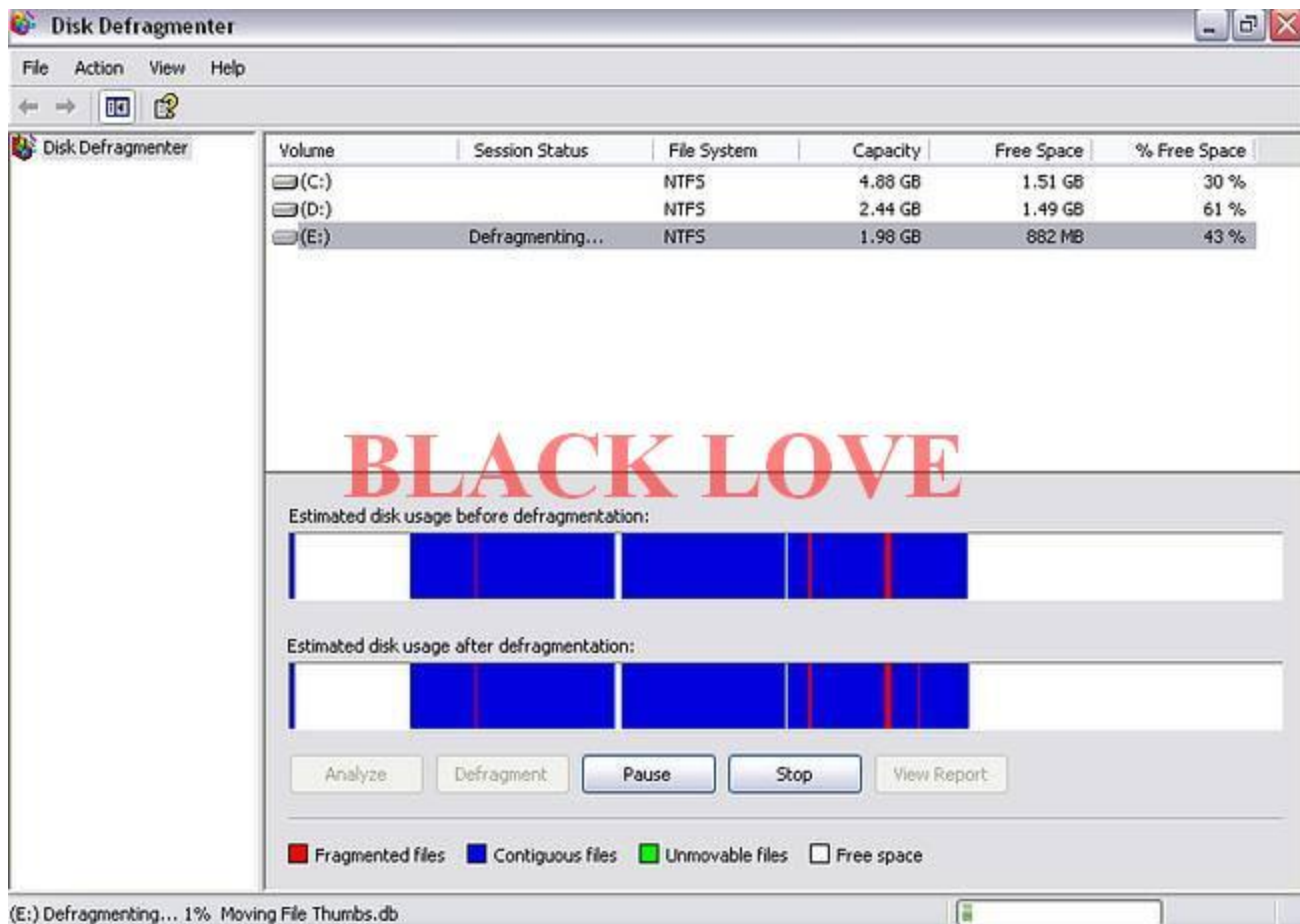 Disk Defragmenter
File Action View Help
Disk Defragmenter
Volume Session Status File System Capacity Free Space % Free Space
(C:) NTFS 4.88 GB 1.51 GB 30 %
(D:) NTFS 2.44 GB 1.49 GB 61 %
(E:) Defragmenting... NTFS 1.98 GB 882 MB 43 %
BLACK LOVE
Estimated disk usage before defragmentation:
Estimated disk usage after defragmentation:
Analyze Defragment Pause Stop View Report
Fragmented files Contiguous files Unmovable files Free space
(E:) Defragmenting... 1% Moving File Thumbs.db